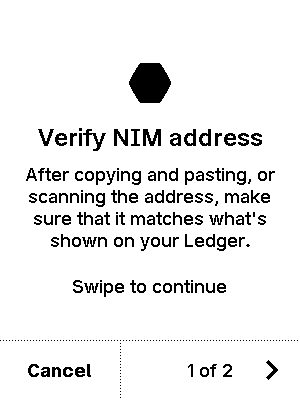 Verify NIM address
After copying and pasting, or
scanning the address, make
sure that it matches what's
shown on your Ledger.
Swipe to continue
Cancel
1 of 2